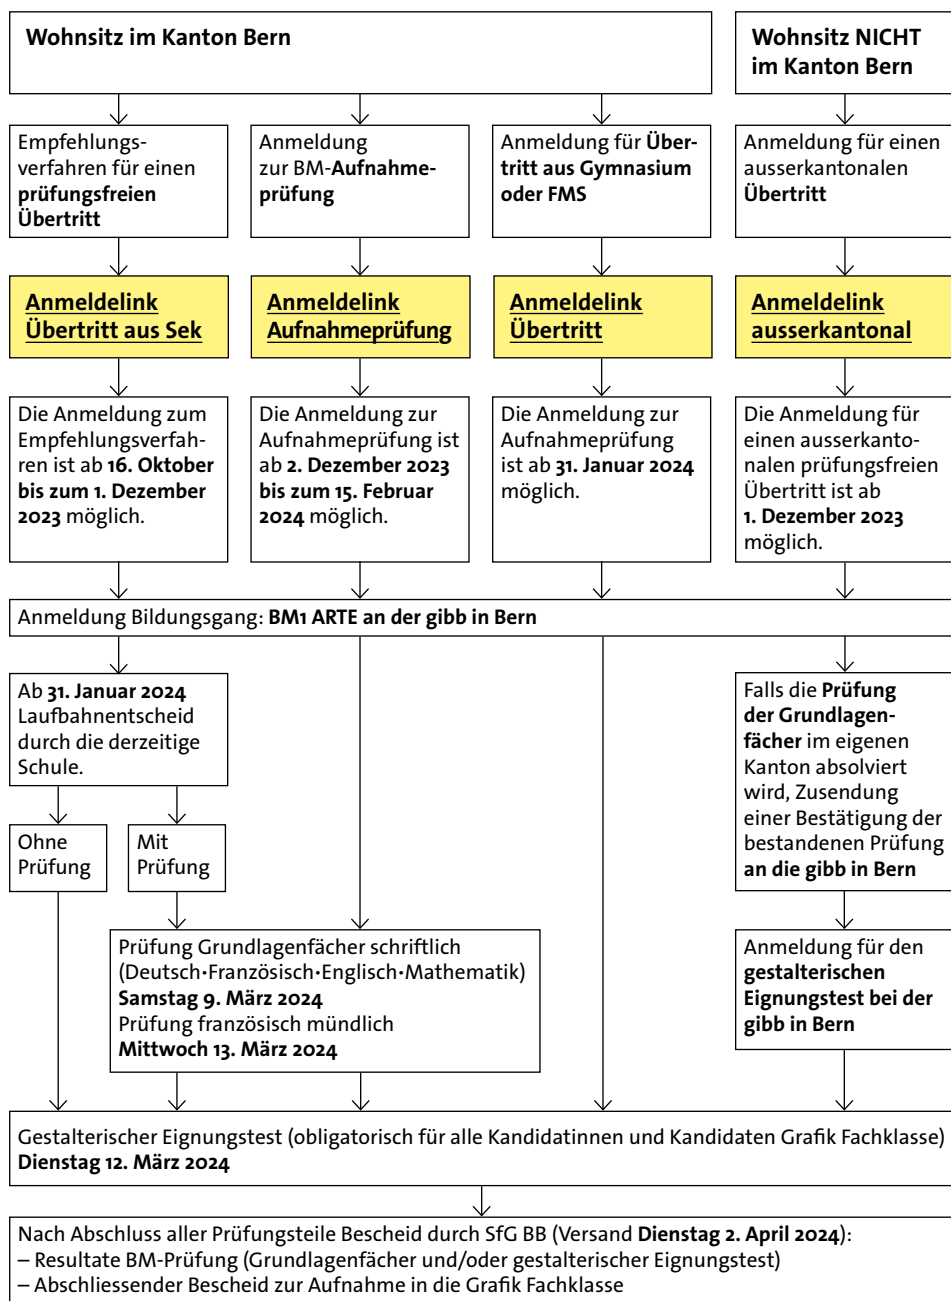 Wohnsitz im Kanton Bern
Wohnsitz NICHT
im Kanton Bern
Empfehlungs-
verfahren für einen
prüfungsfreien
Übertritt
Anmeldung
zur BM-Aufnahme-
prüfung
Anmeldung für Über-
tritt aus Gymnasium
oder FMS
Anmeldung für einen
ausserkantonalen
Übertritt
Anmeldelink
Übertritt aus Sek
Anmeldelink
Aufnahmeprüfung
Anmeldelink
Übertritt
Anmeldelink
ausserkantonal
Die Anmeldung zum
Empfehlungsverfah-
ren ist ab 16. Oktober
bis zum 1. Dezember
2023 möglich.
Die Anmeldung zur
Aufnahmeprüfung ist
ab 2. Dezember 2023
bis zum 15. Februar
2024 möglich.
Die Anmeldung zur
Aufnahmeprüfung
ist ab 31. Januar 2024
möglich.
Die Anmeldung für
einen ausserkanto-
nalen prüfungsfreien
Übertritt ist ab
1. Dezember 2023
möglich.
Anmeldung Bildungsgang: BM1 ARTE an der gibb in Bern
Ab 31. Januar 2024
Laufbahnentscheid
durch die derzeitige
Schule.
Falls die Prüfung
der Grundlagen-
fächer im eigenen
Kanton absolviert
wird, Zusendung
einer Bestätigung der
bestandenen Prüfung
an die gibb in Bern
Ohne
Prüfung
Mit
Prüfung
Prüfung Grundlagenfächer schriftlich
(Deutsch·Französisch·Englisch·Mathematik)
Samstag 9. März 2024
Prüfung französisch mündlich
Mittwoch 13. März 2024
Anmeldung für den
gestalterischen
Eignungstest bei der
gibb in Bern
Gestalterischer Eignungstest (obligatorisch für alle Kandidatinnen und Kandidaten Grafik Fachklasse)
Dienstag 12. März 2024
Nach Abschluss aller Prüfungsteile Bescheid durch SfG BB (Versand Dienstag 2. April 2024):
– Resultate BM-Prüfung (Grundlagenfächer und/oder gestalterischer Eignungstest)
– Abschliessender Bescheid zur Aufnahme in die Grafik Fachklasse